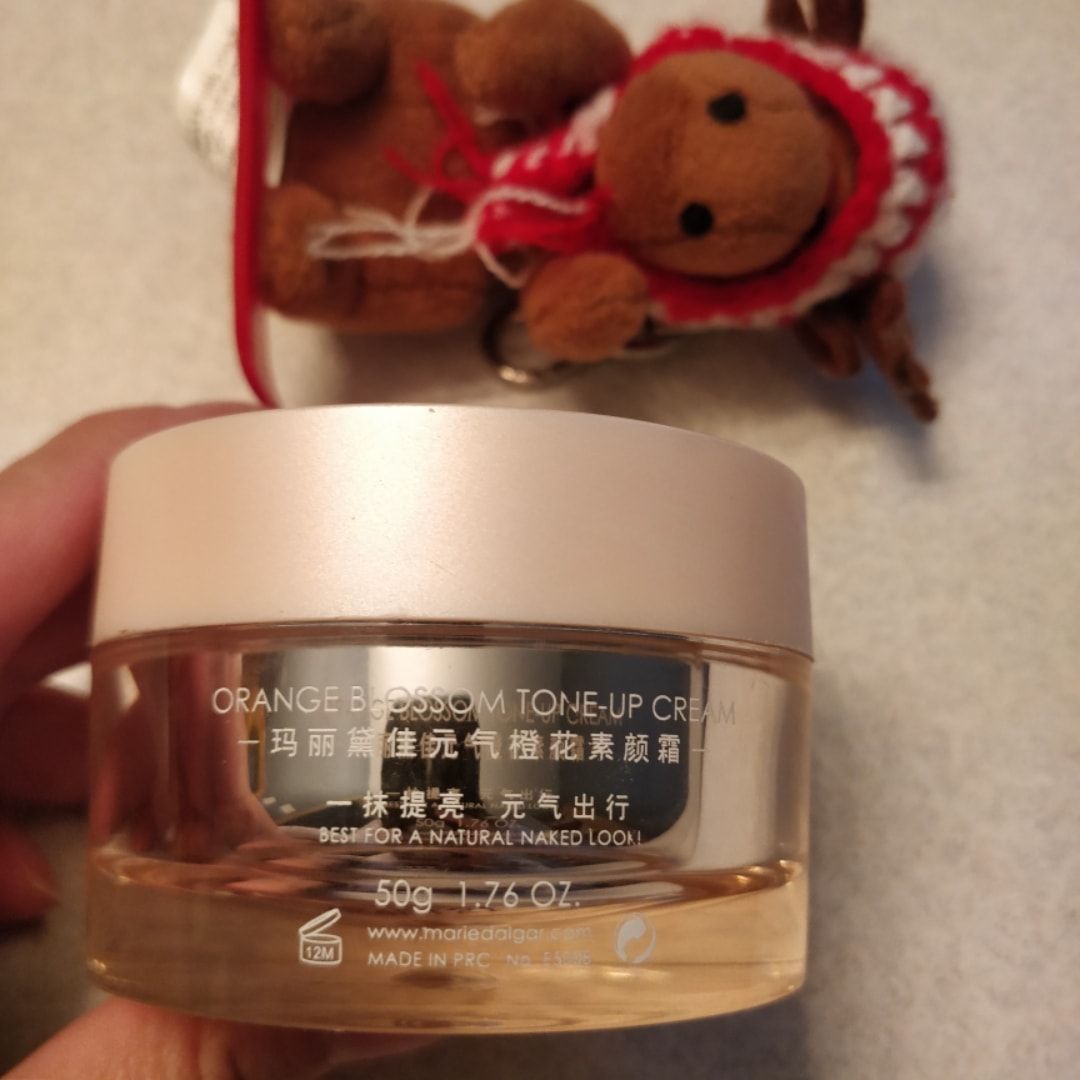 ORANGE BLOSSOM TONE-UP CREAM
玛丽黛佳元气橙花素颜霜
一抹提亮 元气出行
BEST FOR A NATURAL NAKED LOOK!
50g 1.76 OZ.
www.mariedalgar.com
12M
MADE IN PRC No.